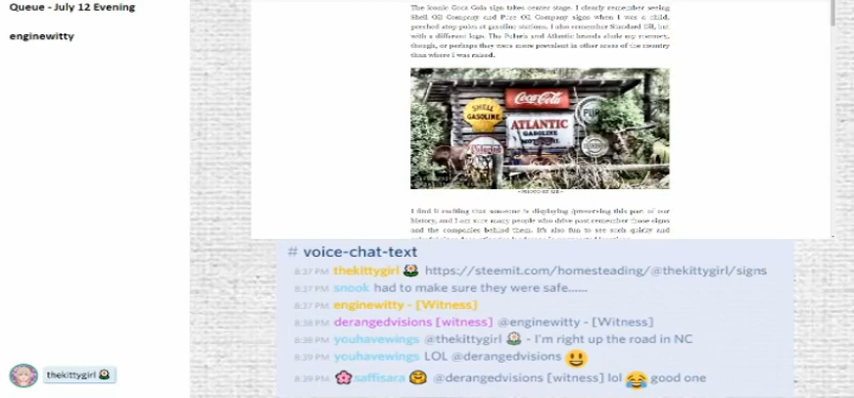 Queue - July 12 Evening
enginewitty
The iconic Coca Cola sign takes center stage. I clearly remember seeing
Shell Oil Company and Pure Oil Company signs when I was a child,
perched atop poles at gasoline stations. I also remember Standard Oil, but
with a different logo. The Polaris and Atlantic brands elude my memory,
though, or perhaps they were more prevalent in other areas of the country
than where I was raised.
Coca-Cola
SHELL
GASOLINE
PURE
ATLANTIC
GASOLINE
I find it exciting that someone is displaying/preserving this part of our
history, and I am sure many people who drive past remember these signs
and the companies behind them. It's also fun to see such quirky and
# voice-chat-text
8:37 PM thekittygirl https://steemit.com/homesteading/@thekittygirl/signs
8:37 PM snook had to make sure they were safe......
8:37 PM enginewitty - [Witness]
8:38 PM derangedvisions [witness] @enginewitty - [Witness]
8:38 PM youhavewings @thekittygirl - I'm right up the road in NC
8:39 PM youhavewings LOL @derangedvisions
8:39 PM saffisara @derangedvisions [witness] lol good one
thekittygirl